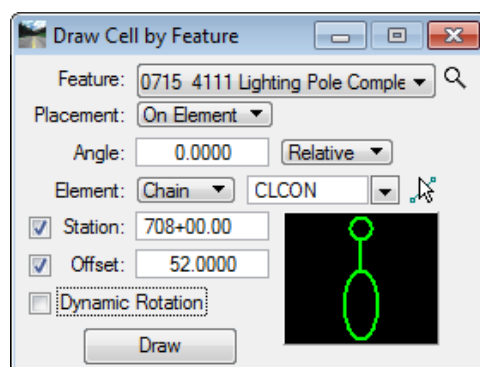 Draw Cell by Feature
Feature: 0715 4111 Lighting Pole Comple
Placement: On Element
Angle: 0.0000 Relative
Element: Chain CLCON
Station: 708+00.00
Offset: 52.0000
Dynamic Rotation
Draw